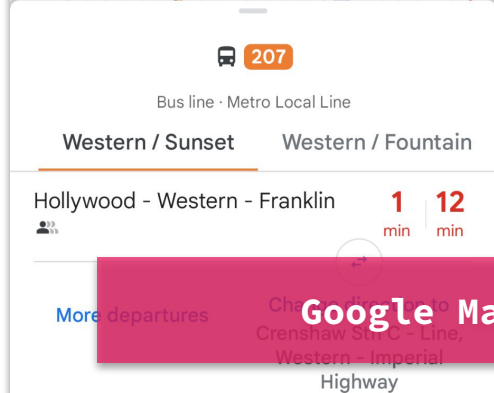 207
Bus line · Metro Local Line
Western / Sunset
Western / Fountain
Hollywood - Western - Franklin
1
min
12
min
More departures
Change direction to
Crenshaw Stn C - Line,
Western - Imperial
Highway
Google Ma